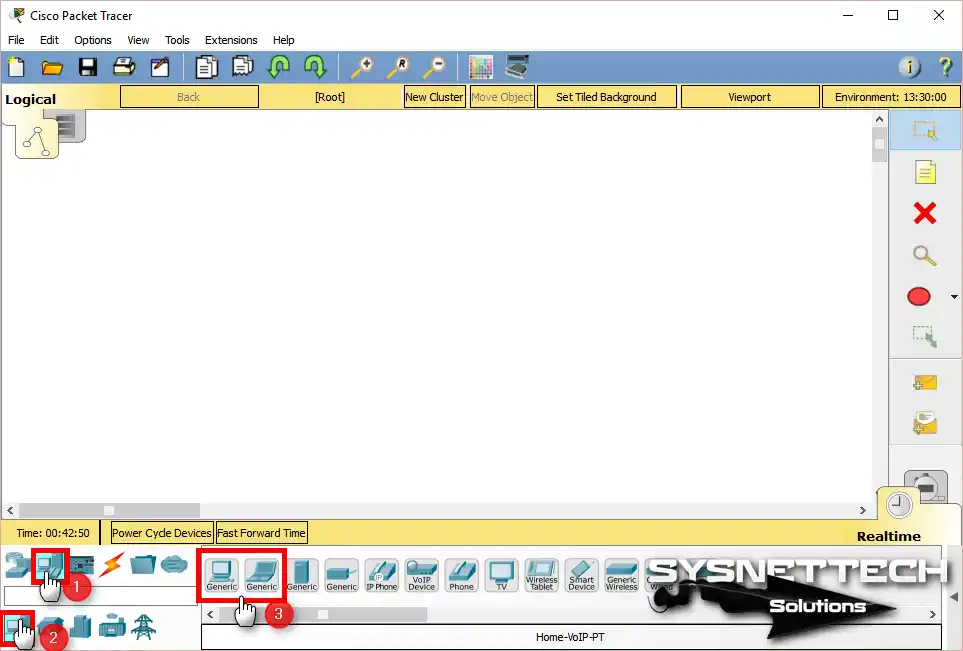 Cisco Packet Tracer
File Edit Options View Tools Extensions Help
R
i ?
Logical
Back
[Root]
New Cluster
Move Object
Set Tiled Background
Viewport
Environment: 13:30:00
Time: 00:42:50
Power Cycle Devices
Fast Forward Time
Realtime
1
2
3
Generic
Generic
Generic
Generic
IP Phone
VoIP Device
Phone
TV
Wireless Tablet
Smart Device
Generic Wireless
SYSNETTECH
Solutions
Home-VoIP-PT